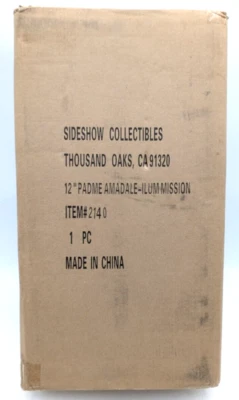 SIDESHOW COLLECTIBLES
THOUSAND OAKS, CA 91320
12" PADME AMADALE-ILUM MISSION
ITEM# 2140
1 PC
MADE IN CHINA